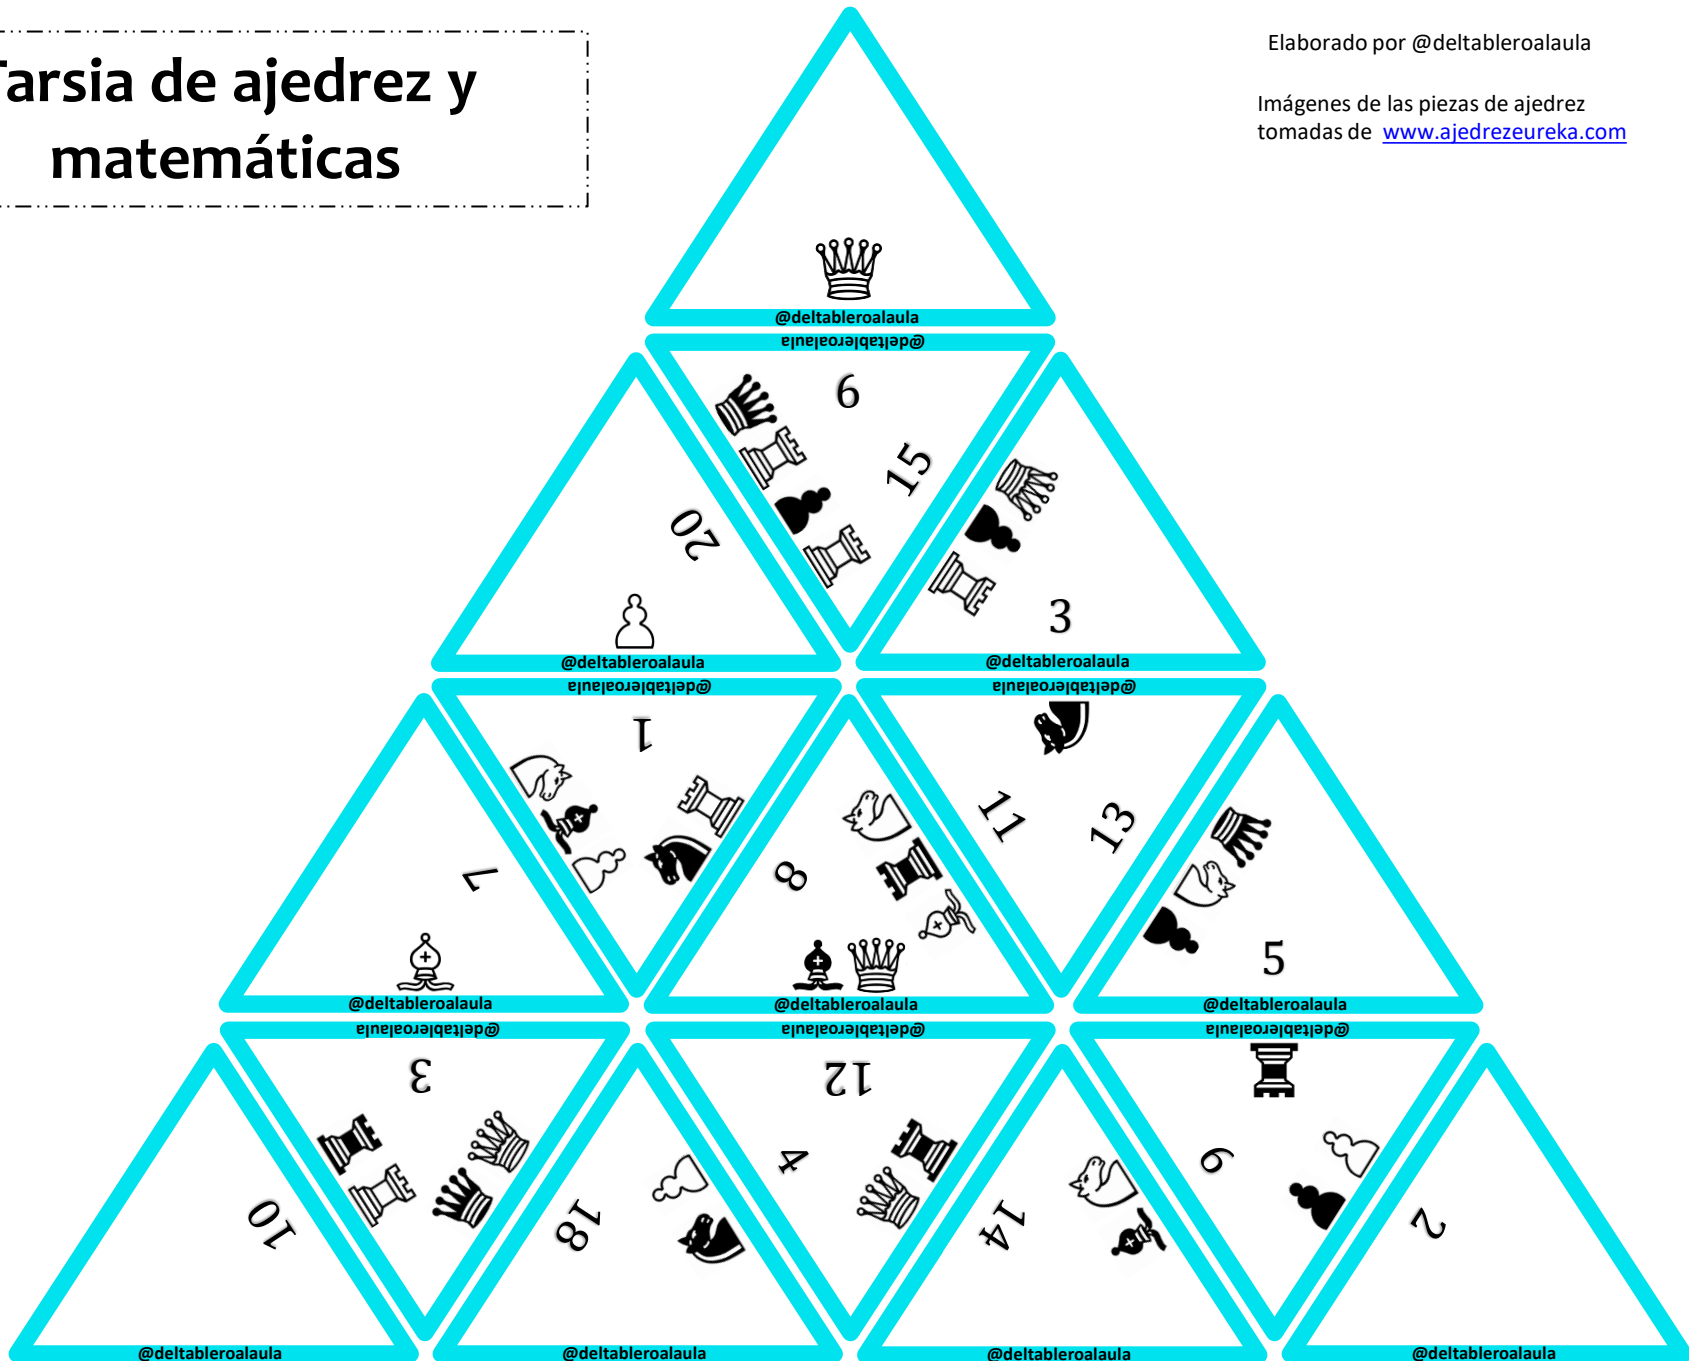 Tarsia de ajedrez y
matemáticas
Elaborado por @deltableroalaula
Imágenes de las piezas de ajedrez
tomadas de www.ajedrezeureka.com
@deltableroalaula
@deltableroalaula
9
15
20
3
@deltableroalaula
@deltableroalaula
@deltableroalaula
@deltableroalaula
1
11
13
7
8
5
@deltableroalaula
@deltableroalaula
@deltableroalaula
@deltableroalaula
@deltableroalaula
@deltableroalaula
3
12
4
6
10
18
14
2
@deltableroalaula
@deltableroalaula
@deltableroalaula
@deltableroalaula